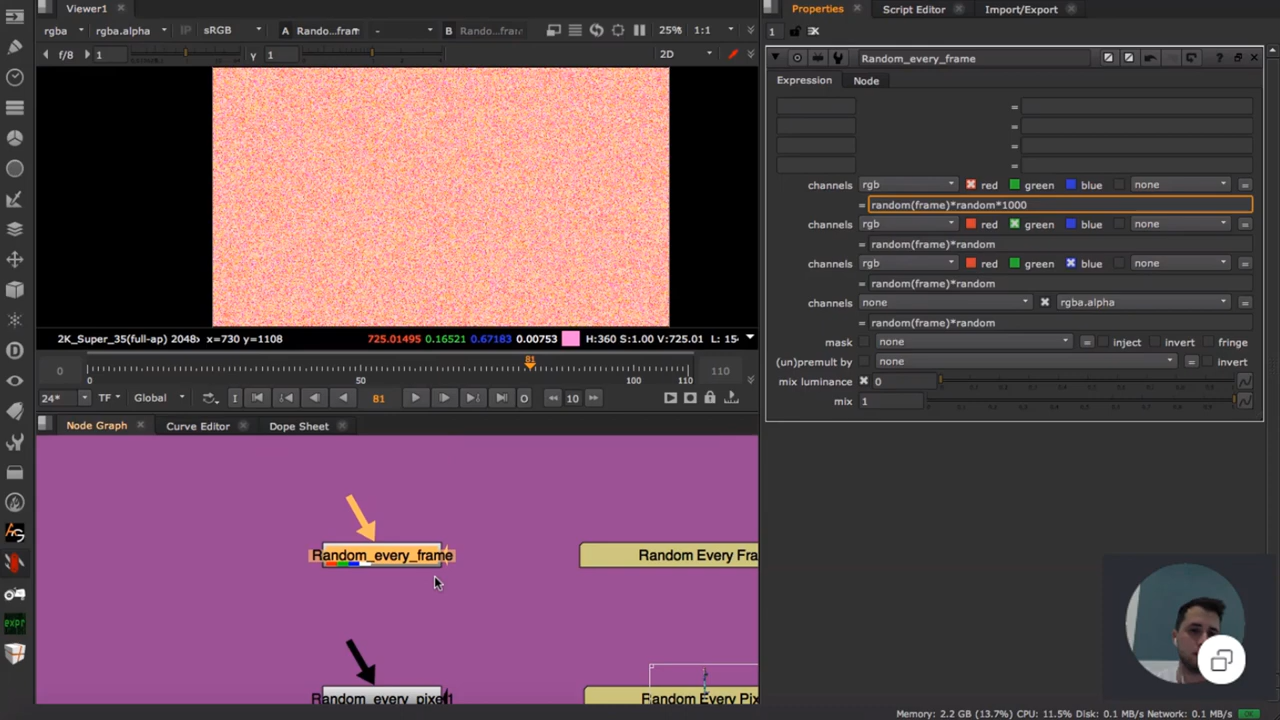 Viewer1
Properties
Script Editor
Import/Export
rgba
rgba.alpha
IP
sRGB
A
Rando...fram
-
B
Rando...fram
25%
1:1
1
f/8
1
y
1
2D
Random_every_frame
Expression
Node
=
=
=
=
channels
rgb
red
green
blue
none
=
= random(frame)*random*1000
channels
rgb
red
green
blue
none
=
= random(frame)*random
channels
rgb
red
green
blue
none
=
= random(frame)*random
channels
none
rgba.alpha
=
= random(frame)*random
mask
none
=
inject
invert
fringe
(un)premult by
none
=
invert
mix luminance
0
mix
1
2K_Super_35(full-ap) 2048
x=730 y=1108
725.01495 0.16521 0.67183 0.00753
H:360 S:1.00 V:725.01 L: 15
81
0
0
50
100
110
110
24*
TF
Global
I
81
O
10
Node Graph
Curve Editor
Dope Sheet
Random_every_frame
Random Every Fra
Random_every_pixel1
Random Every Pix
expr
Memory: 2.2 GB (13.7%) CPU: 11.5% Disk: 0.1 MB/s Network: 0.1 MB/s